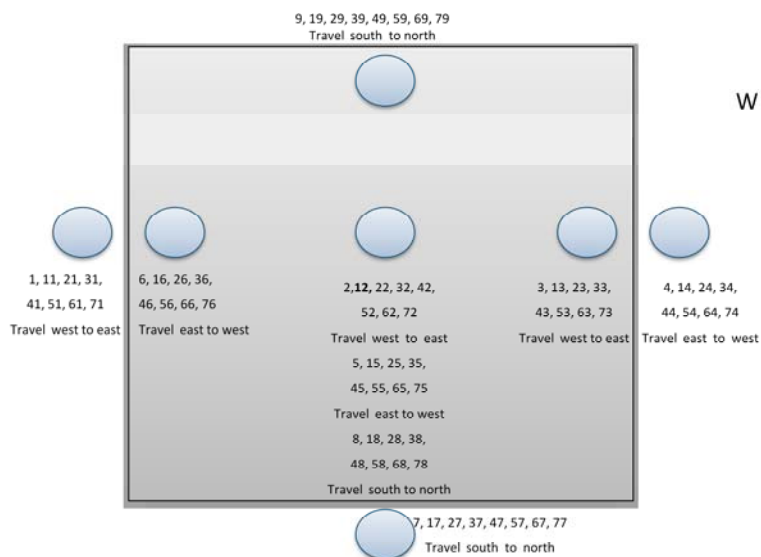 9, 19, 29, 39, 49, 59, 69, 79
Travel south to north
W
1, 11, 21, 31,
41, 51, 61, 71
Travel west to east
6, 16, 26, 36,
46, 56, 66, 76
Travel east to west
2,12, 22, 32, 42,
52, 62, 72
Travel west to east
5, 15, 25, 35,
45, 55, 65, 75
Travel east to west
8, 18, 28, 38,
48, 58, 68, 78
Travel south to north
3, 13, 23, 33,
43, 53, 63, 73
Travel west to east
4, 14, 24, 34,
44, 54, 64, 74
Travel east to west
7, 17, 27, 37, 47, 57, 67, 77
Travel south to north